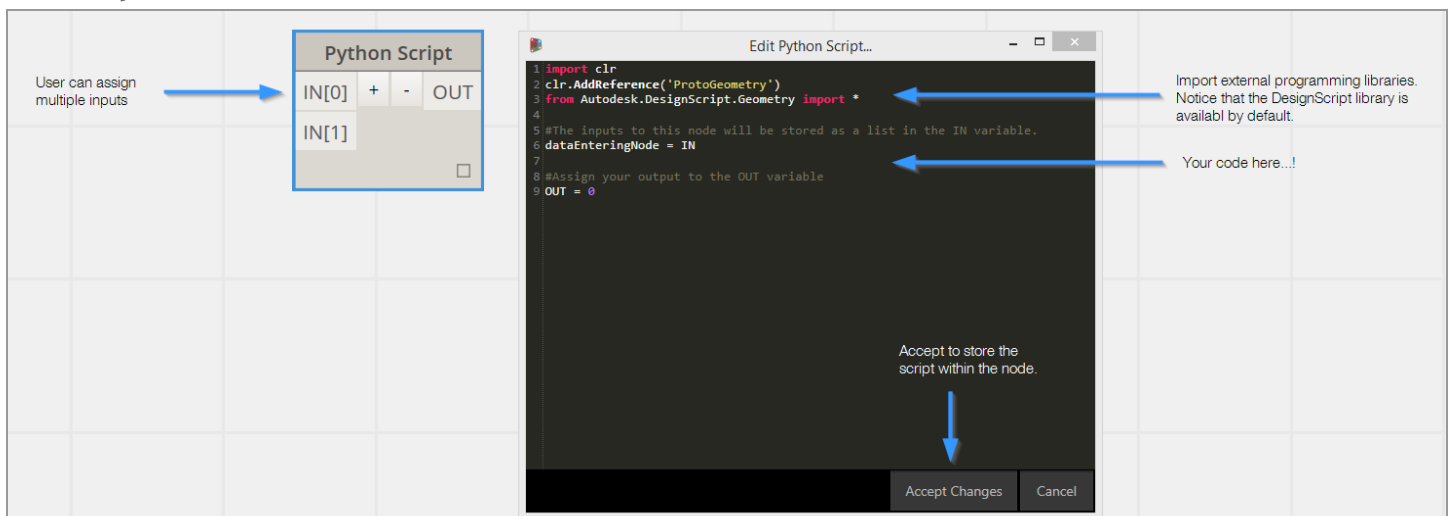 User can assign
multiple inputs
Python Script
IN[0] + - OUT
IN[1]
Edit Python Script...
1 import clr
2 clr.AddReference('ProtoGeometry')
3 from Autodesk.DesignScript.Geometry import *
4
5 #The inputs to this node will be stored as a list in the IN variable.
6 dataEnteringNode = IN
7
8 #Assign your output to the OUT variable
9 OUT = 0
Import external programming libraries.
Notice that the DesignScript library is
availabl by default.
Your code here...!
Accept to store the
script within the node.
Accept Changes Cancel